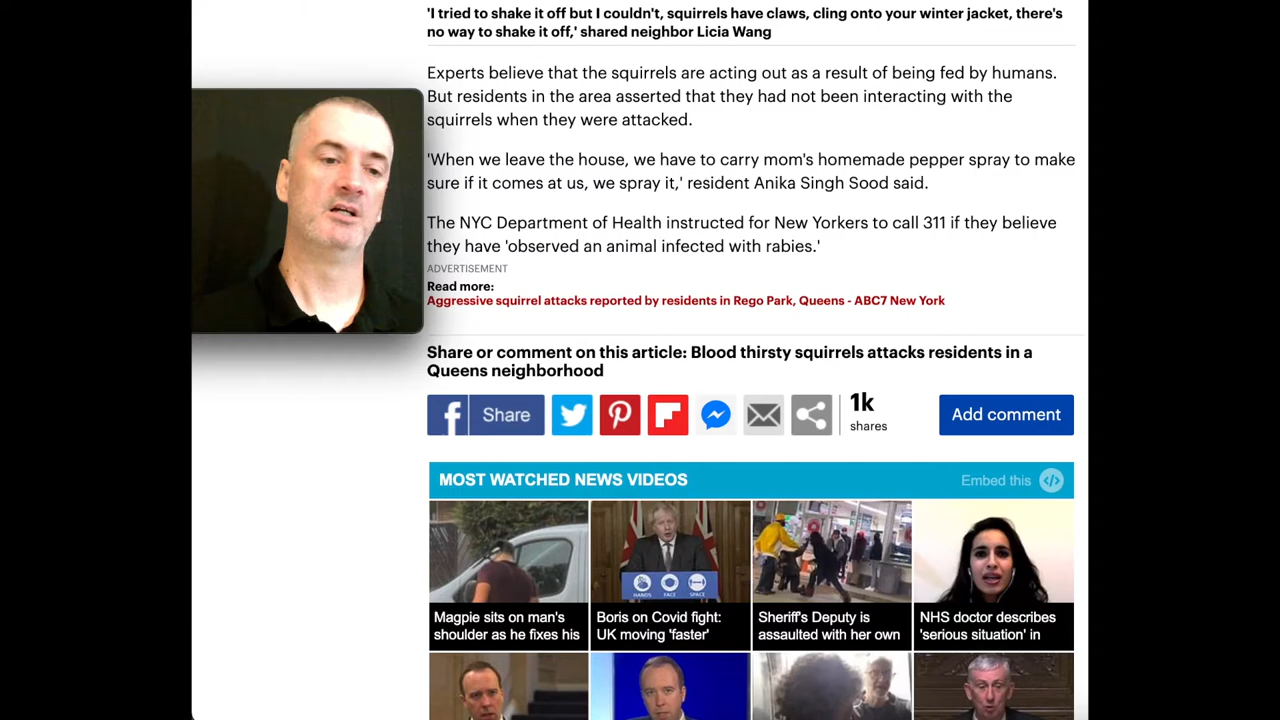 'I tried to shake it off but I couldn't, squirrels have claws, cling onto your winter jacket, there's
no way to shake it off,' shared neighbor Licia Wang
Experts believe that the squirrels are acting out as a result of being fed by humans.
But residents in the area asserted that they had not been interacting with the
squirrels when they were attacked.
'When we leave the house, we have to carry mom's homemade pepper spray to make
sure if it comes at us, we spray it,' resident Anika Singh Sood said.
The NYC Department of Health instructed for New Yorkers to call 311 if they believe
they have 'observed an animal infected with rabies.'
ADVERTISEMENT
Read more:
Aggressive squirrel attacks reported by residents in Rego Park, Queens - ABC7 New York
Share or comment on this article: Blood thirsty squirrels attacks residents in a
Queens neighborhood
Share
1k
shares
Add comment
MOST WATCHED NEWS VIDEOS
Embed this
HANDS FACE SPACE
Magpie sits on man's
shoulder as he fixes his
Boris on Covid fight:
UK moving 'faster'
Sheriff's Deputy is
assaulted with her own
NHS doctor describes
'serious situation' in